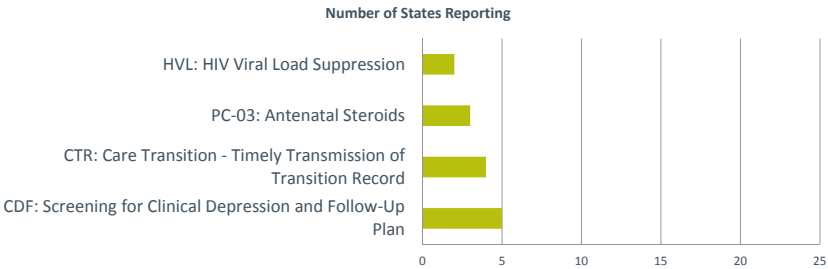 Number of States Reporting
HVL: HIV Viral Load Suppression
PC-03: Antenatal Steroids
CTR: Care Transition - Timely Transmission of
Transition Record
CDF: Screening for Clinical Depression and Follow-Up
Plan
0 5 10 15 20 25